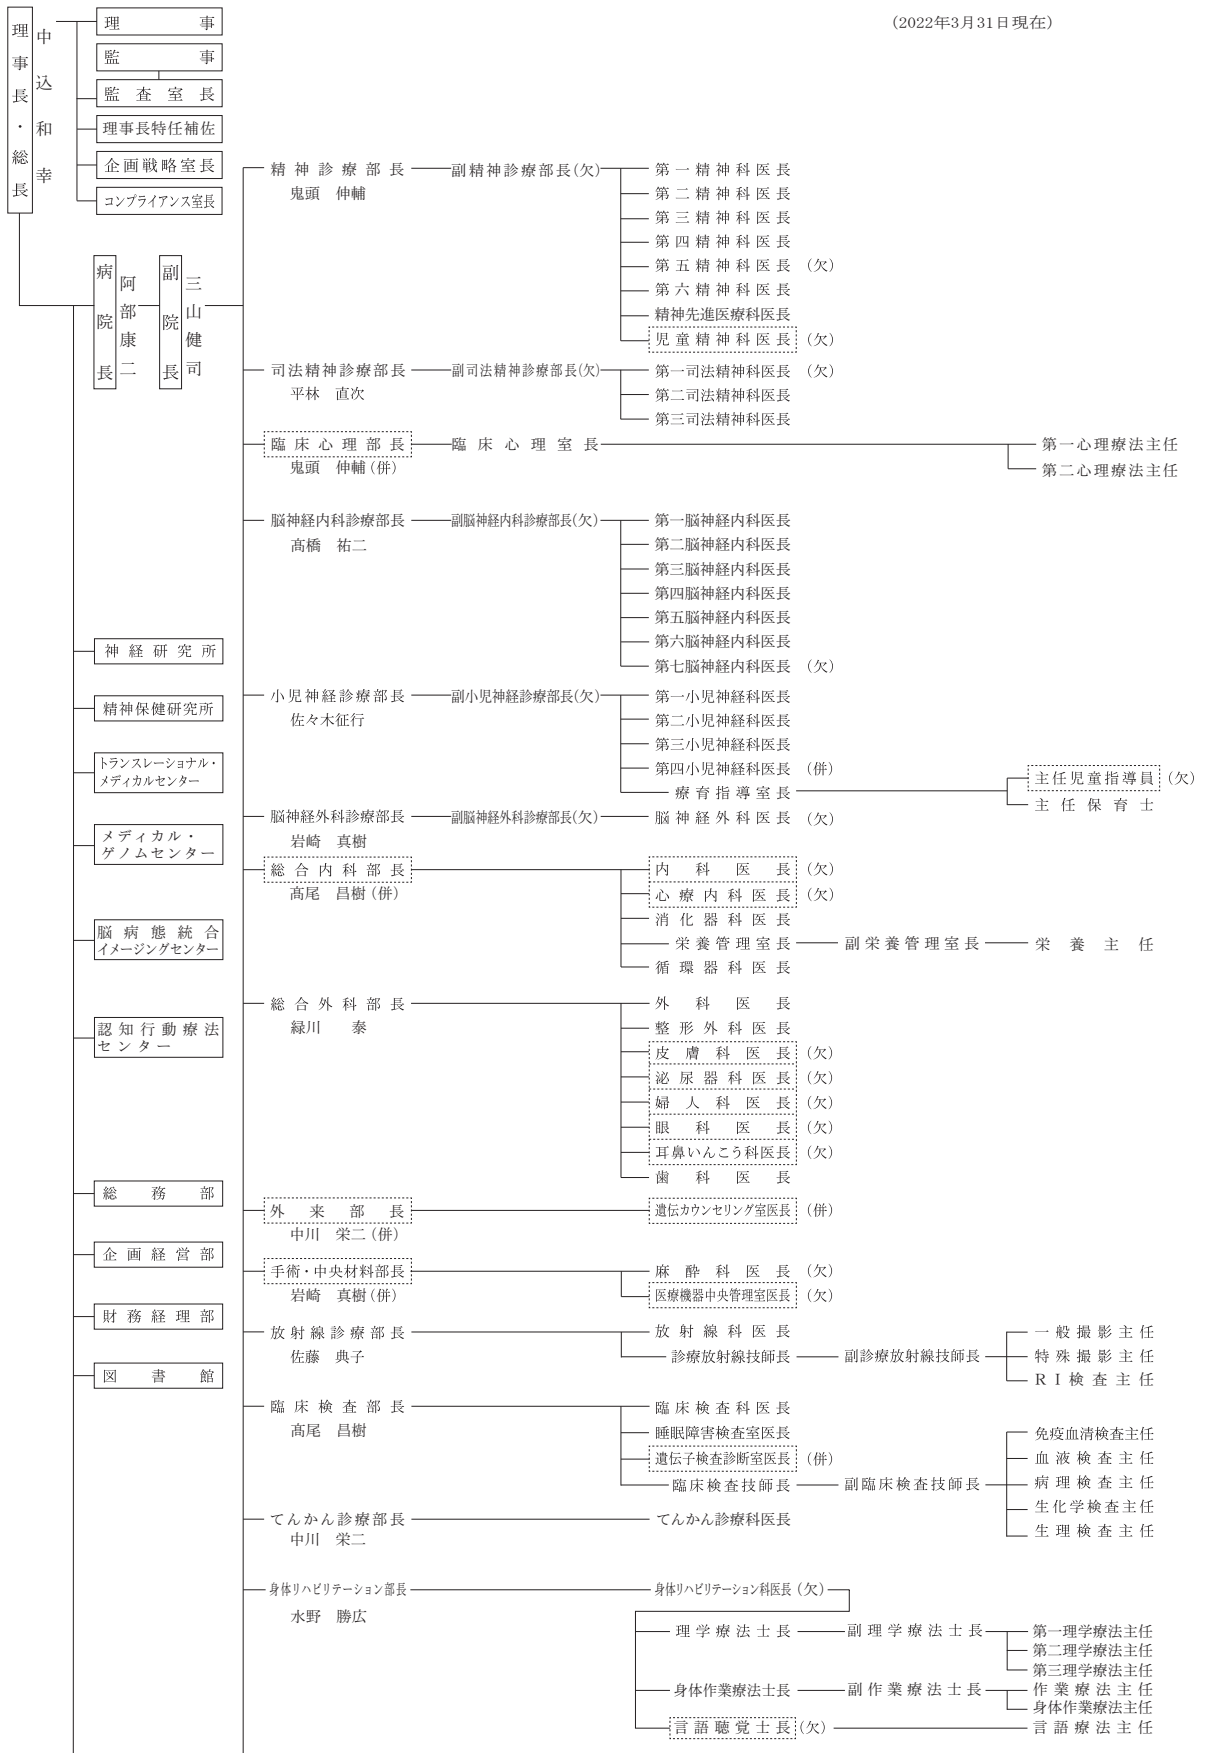 (2022年3月31日現在)
理事長・総長
中込和幸
理事
監事
監査室長
理事長特任補佐
企画戦略室長
コンプライアンス室長
病院長
阿部康二
副院長
三山健司
神経研究所
精神保健研究所
トランスレーショナル・
メディカルセンター
メディカル・
ゲノムセンター
脳病態統合
イメージングセンター
認知行動療法
センター
総務部
企画経営部
財務経理部
図書館
精神診療部長 副精神診療部長(欠) 第一精神科医長
鬼頭 伸輔 第二精神科医長
第三精神科医長
第四精神科医長
第五精神科医長 (欠)
第六精神科医長
精神先進医療科医長
児童精神科医長 (欠)
司法精神診療部長 副司法精神診療部長(欠) 第一司法精神科医長 (欠)
平林 直次 第二司法精神科医長
第三司法精神科医長
臨床心理部長 臨床心理室長 第一心理療法主任
鬼頭 伸輔(併) 第二心理療法主任
脳神経内科診療部長 副脳神経内科診療部長(欠) 第一脳神経内科医長
髙橋 祐二 第二脳神経内科医長
第三脳神経内科医長
第四脳神経内科医長
第五脳神経内科医長
第六脳神経内科医長
第七脳神経内科医長 (欠)
小児神経診療部長 副小児神経診療部長(欠) 第一小児神経科医長
佐々木征行 第二小児神経科医長
第三小児神経科医長
第四小児神経科医長 (併)
主任児童指導員 (欠)
療育指導室長
主任保育士
脳神経外科診療部長 副脳神経外科診療部長(欠) 脳神経外科医長 (欠)
岩崎 真樹
総合内科部長 内科医長 (欠)
髙尾 昌樹(併) 心療内科医長 (欠)
消化器科医長
栄養管理室長 副栄養管理室長 栄養主任
循環器科医長
総合外科部長 外科医長
緑川 泰 整形外科医長
皮膚科医長 (欠)
泌尿器科医長 (欠)
婦人科医長 (欠)
眼科医長 (欠)
耳鼻いんこう科医長 (欠)
歯科医長
外来部長 遺伝カウンセリング室医長 (併)
中川 栄二(併)
手術・中央材料部長 麻酔科医長 (欠)
岩崎 真樹(併) 医療機器中央管理室医長 (欠)
放射線診療部長 放射線科医長 一般撮影主任
佐藤 典子 診療放射線技師長 副診療放射線技師長 特殊撮影主任
RI検査主任
臨床検査部長 臨床検査科医長
髙尾 昌樹 睡眠障害検査室医長 免疫血清検査主任
遺伝子検査診断室医長 (併) 血液検査主任
臨床検査技師長 副臨床検査技師長 病理検査主任
生化学検査主任
生理検査主任
てんかん診療部長 てんかん診療科医長
中川 栄二
身体リハビリテーション部長 身体リハビリテーション科医長(欠)
水野 勝広
理学療法士長 副理学療法士長 第一理学療法主任
第二理学療法主任
第三理学療法主任
身体作業療法士長 副作業療法士長 作業療法主任
身体作業療法主任
言語聴覚士長(欠) 言語療法主任